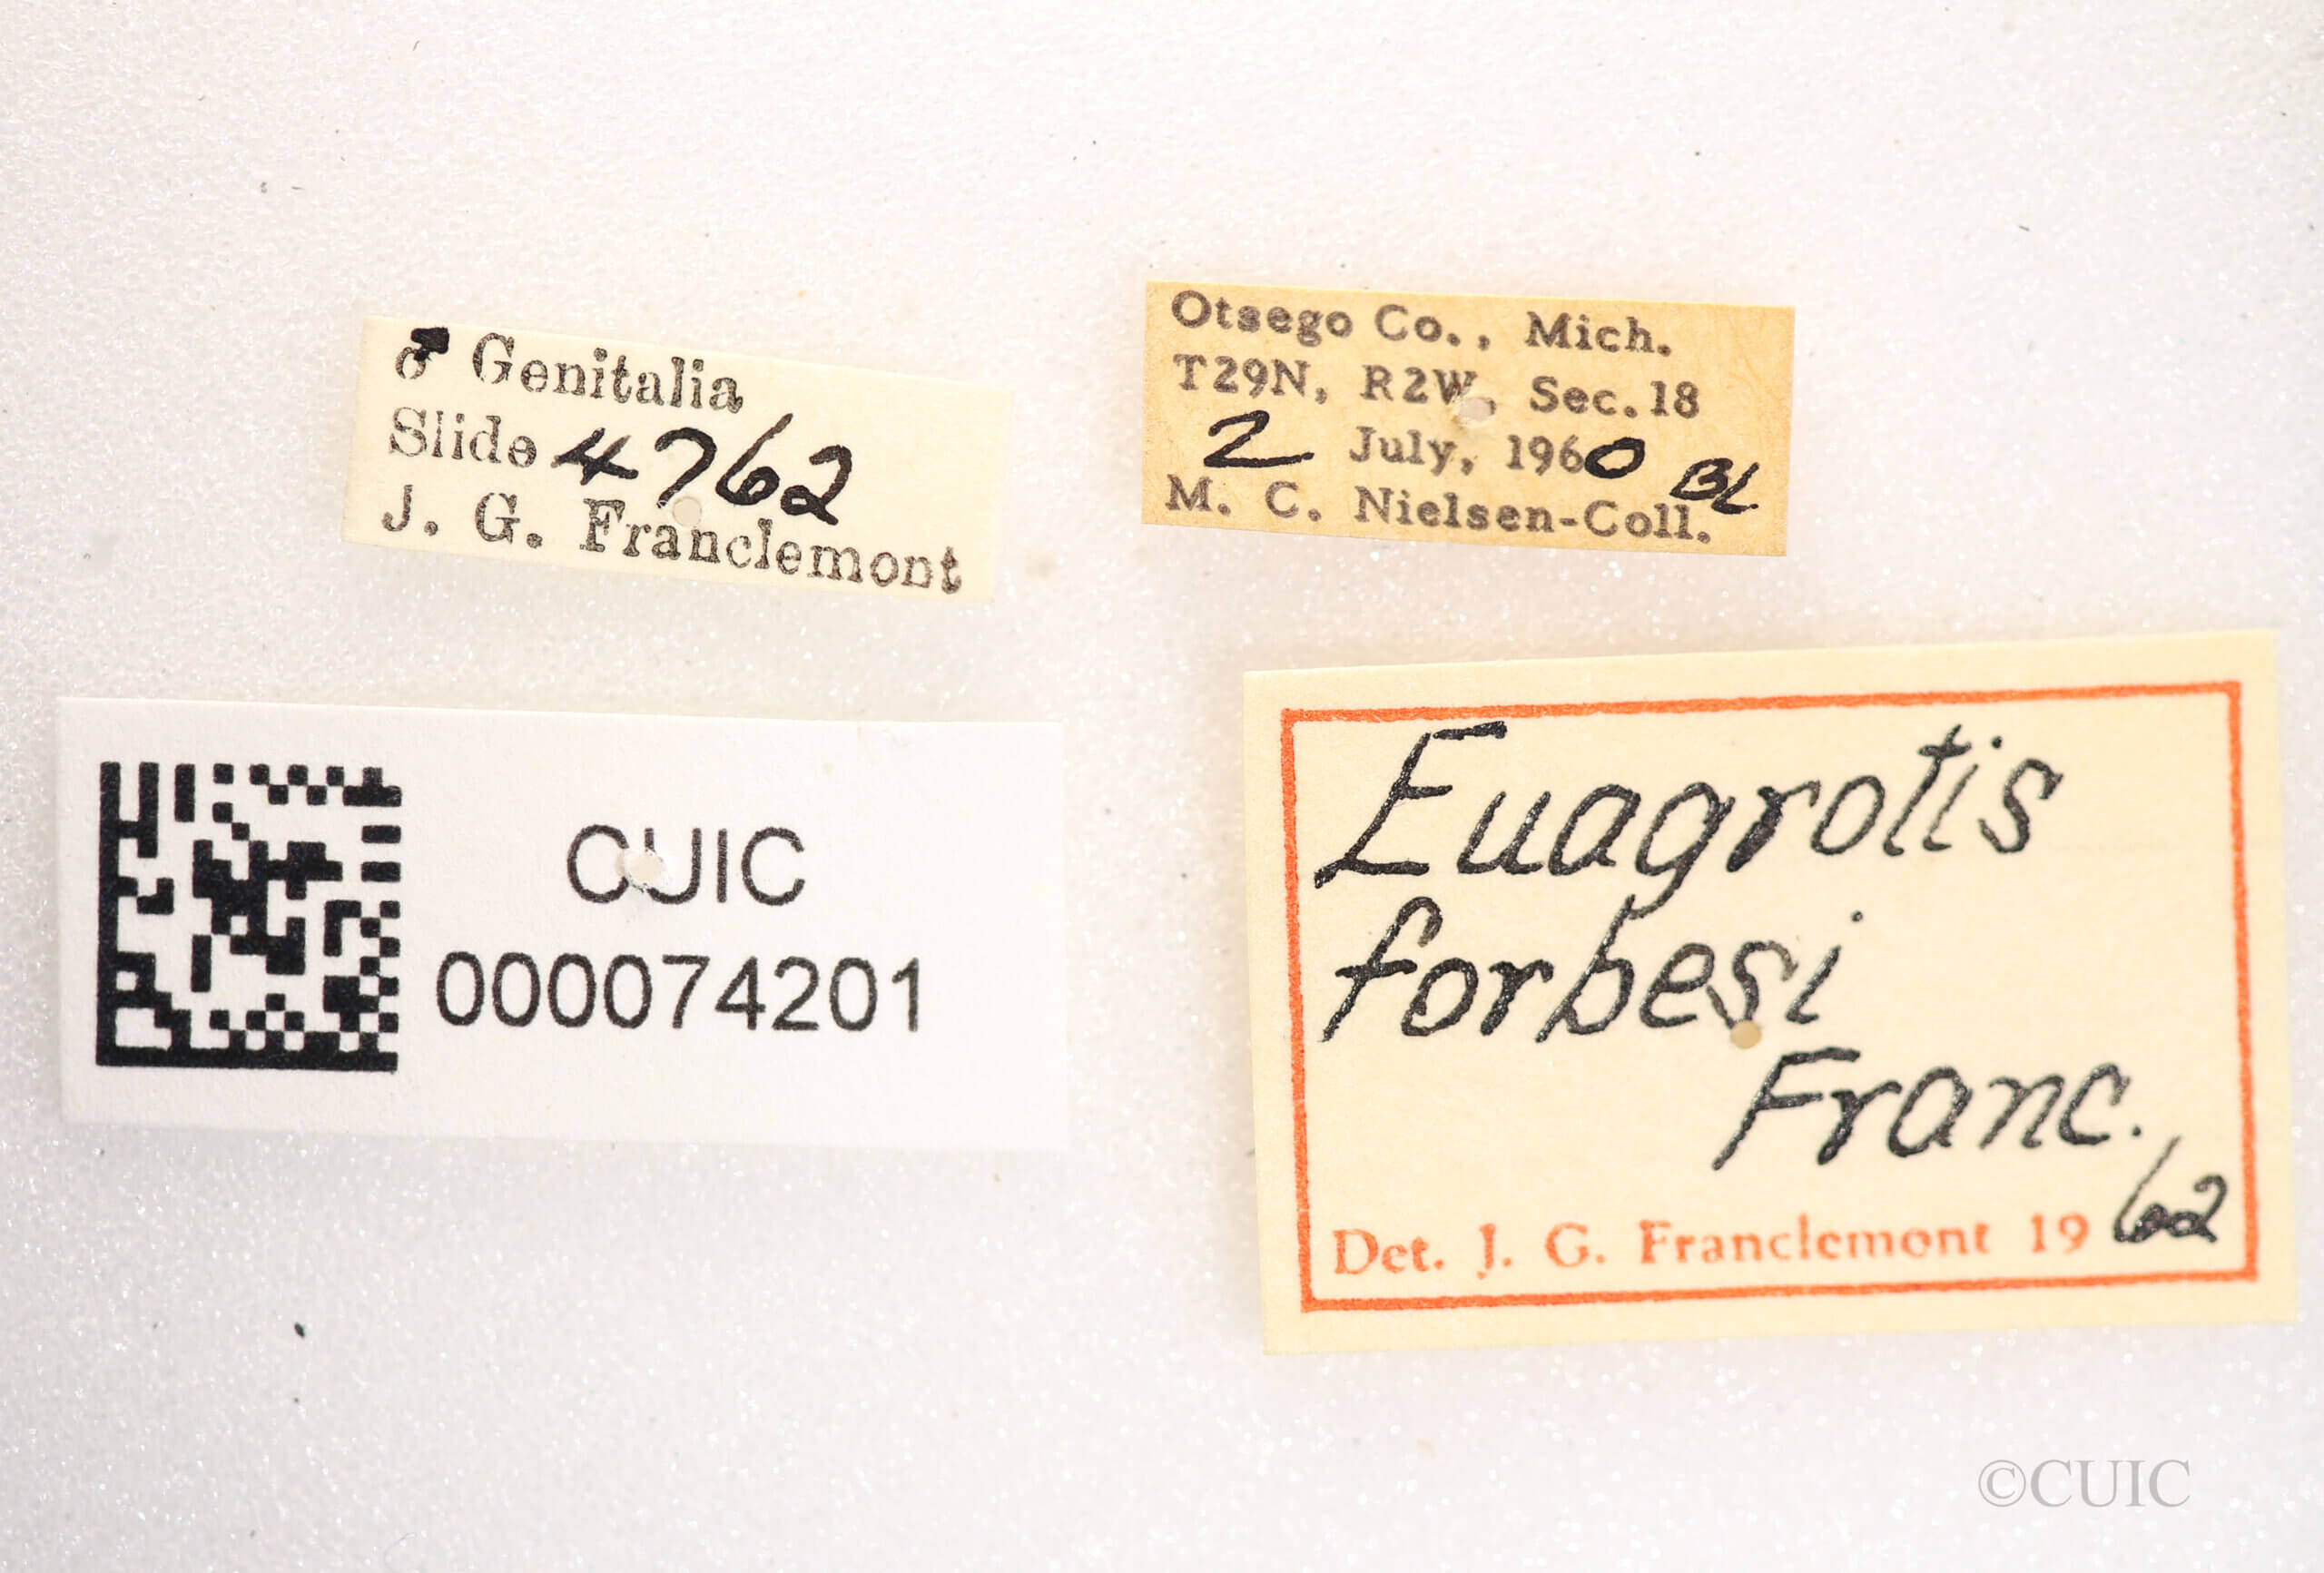 ♂ Genitalia
Slide 4762
J. G. Franclemont
Otsego Co., Mich.
T29N, R2W, Sec.18
2 July, 1960 BL
M. C. Nielsen-Coll.
CUIC
000074201
Euagrotis
forbesi
Franc.
Det. J. G. Franclemont 1962
©CUIC